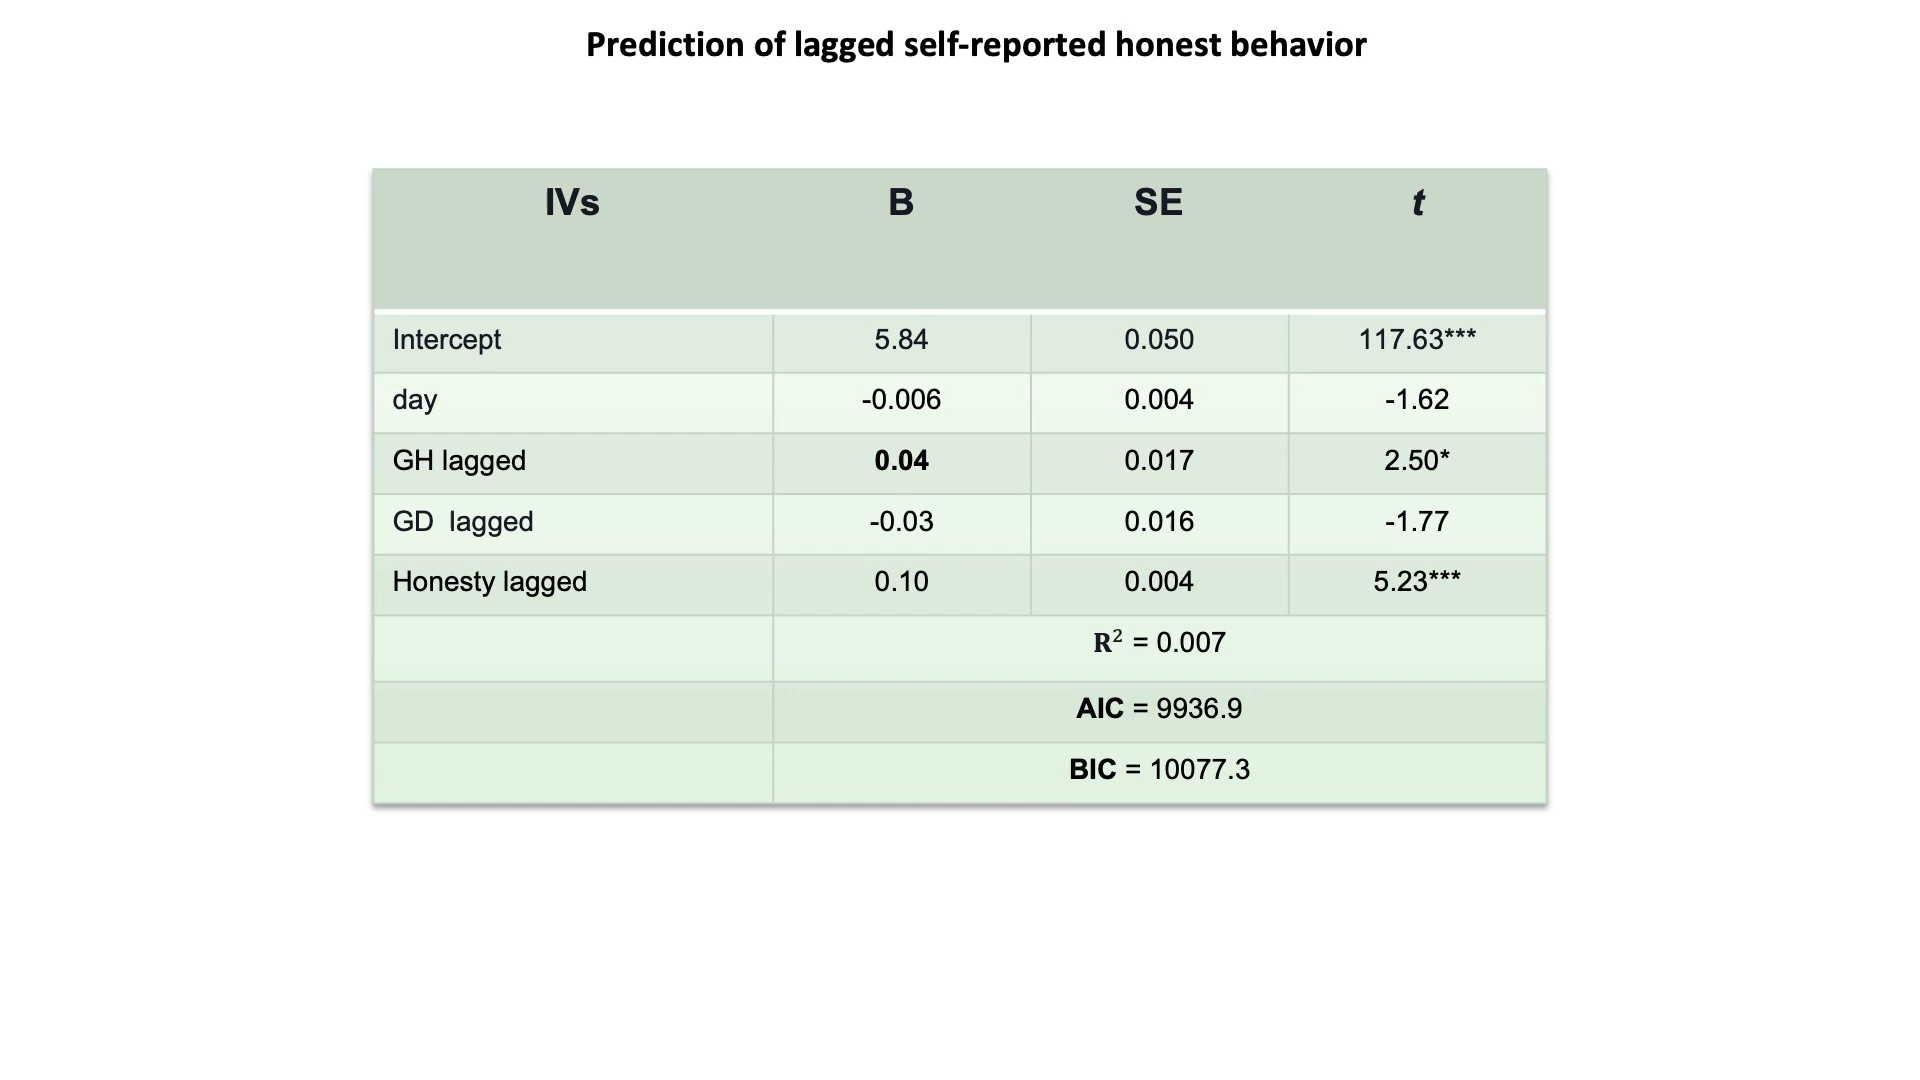 Prediction of lagged self-reported honest behavior
IVs B SE t
Intercept 5.84 0.050 117.63***
day -0.006 0.004 -1.62
GH lagged 0.04 0.017 2.50*
GD lagged -0.03 0.016 -1.77
Honesty lagged 0.10 0.004 5.23***
R² = 0.007
AIC = 9936.9
BIC = 10077.3